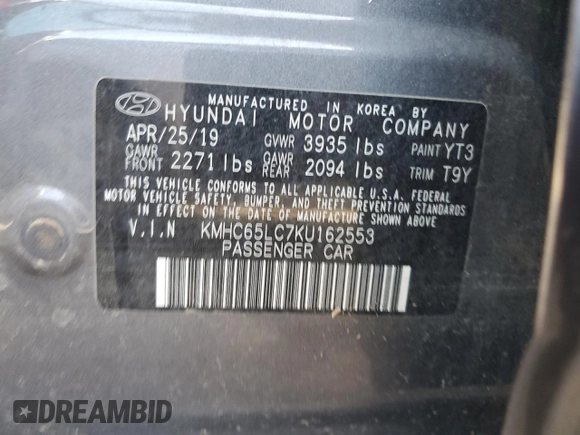 MANUFACTURED IN KOREA BY
HYUNDAI MOTOR COMPANY
APR/25/19 GVWR 3935 lbs PAINT YT3
GAWR FRONT 2271 lbs GAWR REAR 2094 lbs TRIM T9Y
THIS VEHICLE CONFORMS TO ALL APPLICABLE U.S.A. FEDERAL
MOTOR VEHICLE SAFETY, BUMPER, AND THEFT PREVENTION STANDARDS
IN EFFECT ON THE DATE OF MANUFACTURE SHOWN ABOVE
V.I.N KMHC65LC7KU162553
PASSENGER CAR
DREAMBID